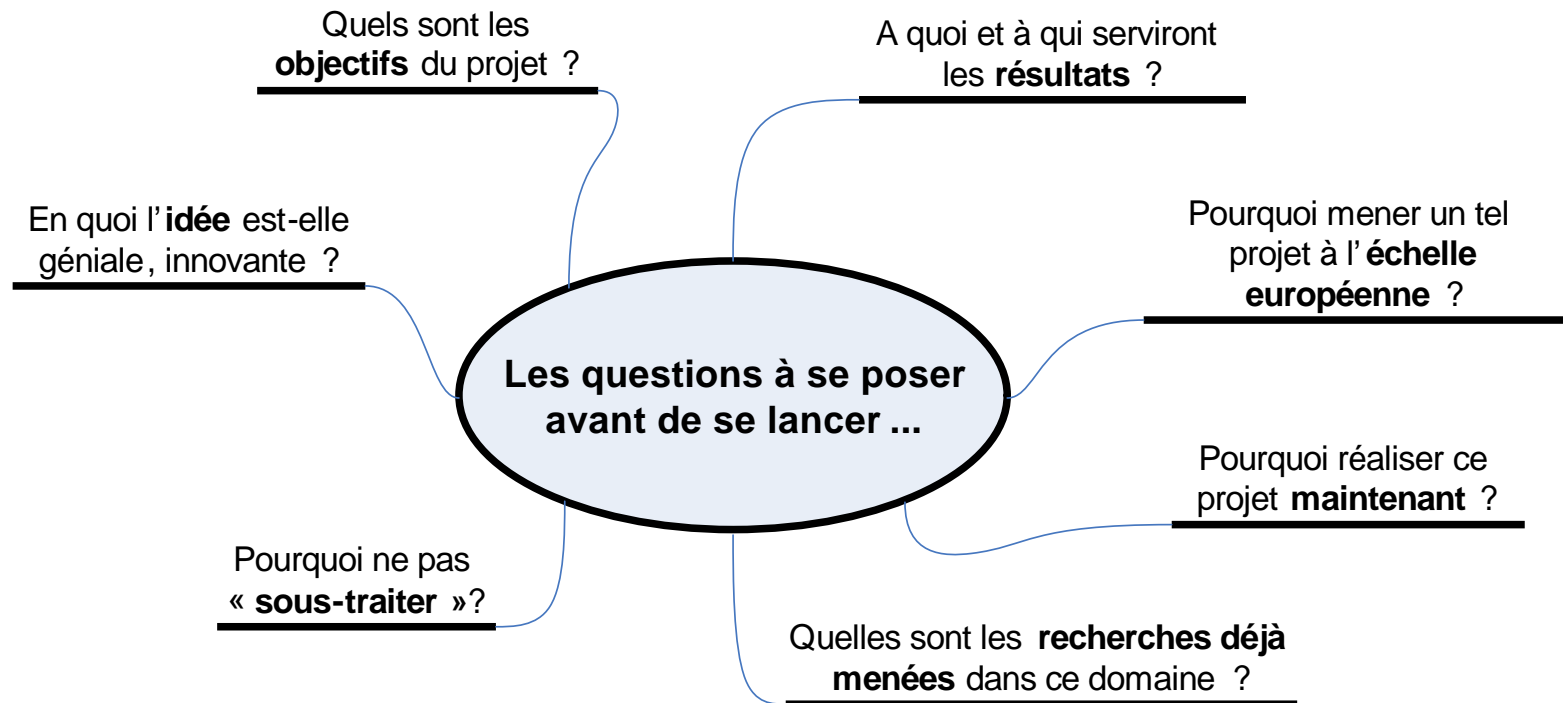 Quels sont les
objectifs du projet ?
A quoi et à qui serviront
les résultats ?
En quoi l'idée est-elle
géniale, innovante ?
Pourquoi mener un tel
projet à l'échelle
européenne ?
Les questions à se poser
avant de se lancer ...
Pourquoi réaliser ce
projet maintenant ?
Pourquoi ne pas
« sous-traiter »?
Quelles sont les recherches déjà
menées dans ce domaine ?